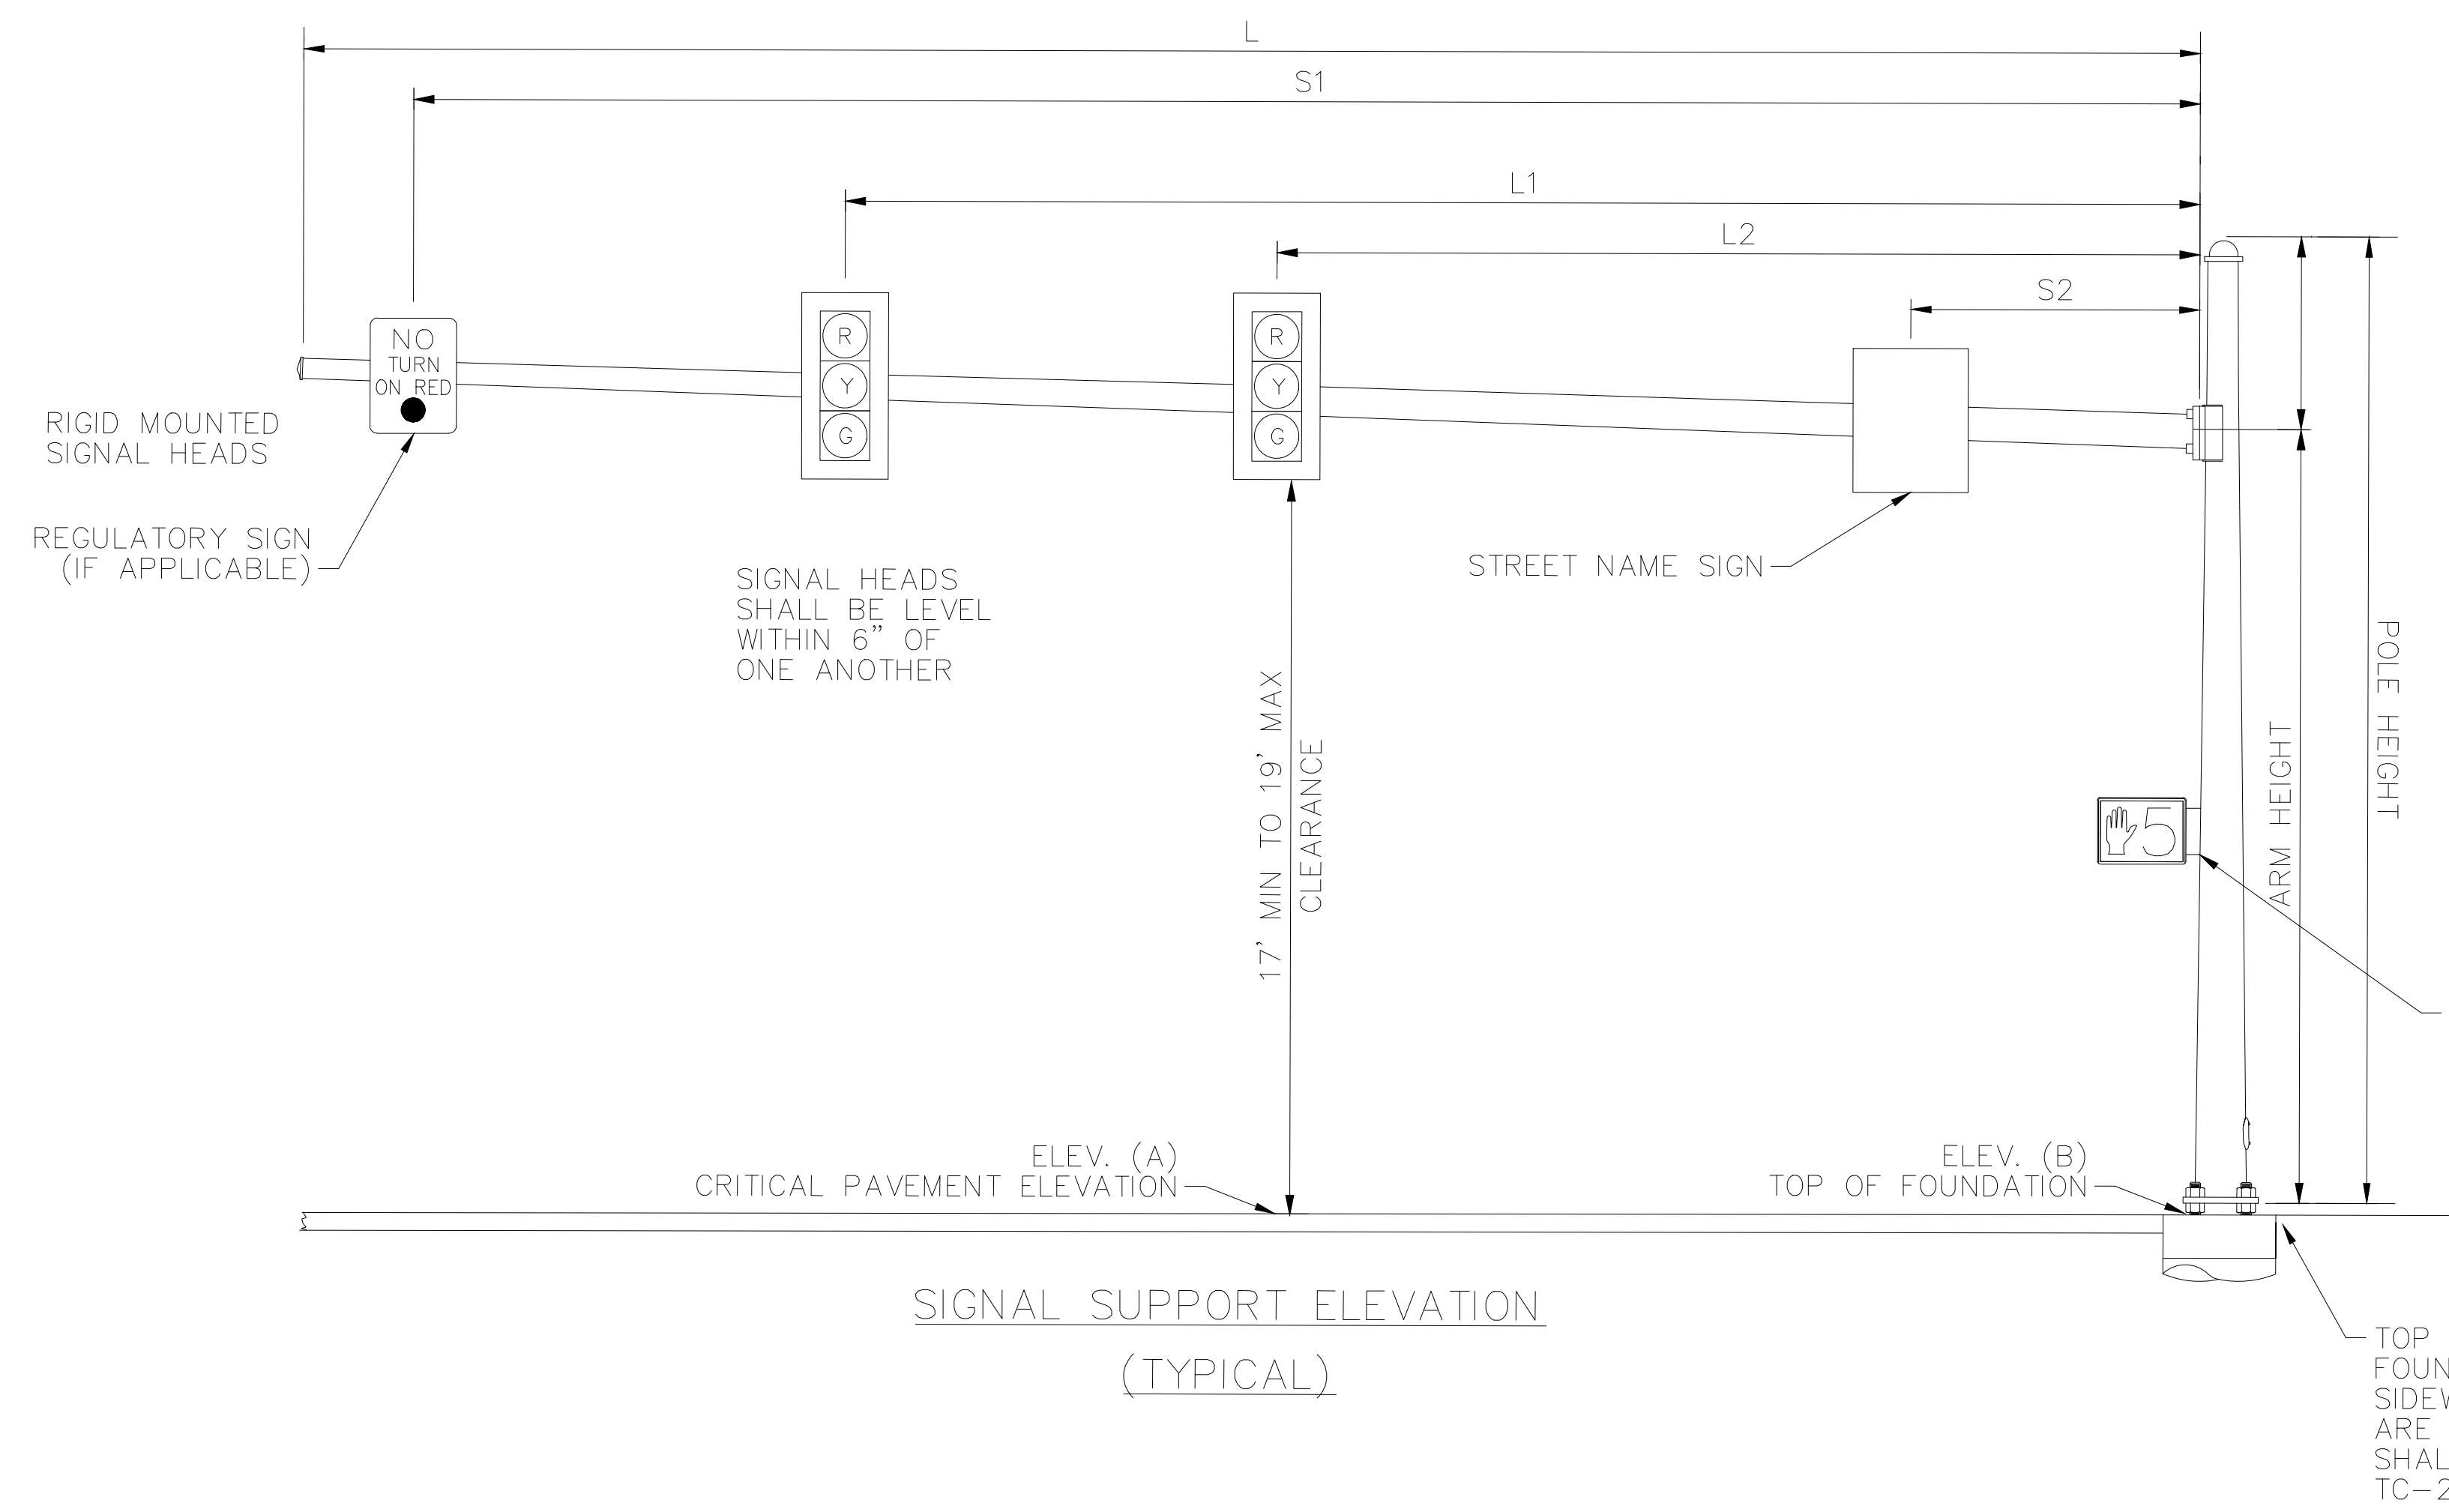 L
S1
L1
L2
S2
NO
TURN
ON RED
R
Y
G
R
Y
G
RIGID MOUNTED
SIGNAL HEADS
REGULATORY SIGN
(IF APPLICABLE)
SIGNAL HEADS
SHALL BE LEVEL
WITHIN 6" OF
ONE ANOTHER
STREET NAME SIGN
17' MIN TO 19' MAX
CLEARANCE
POLE HEIGHT
ARM HEIGHT
5
ELEV. (A)
CRITICAL PAVEMENT ELEVATION
ELEV. (B)
TOP OF FOUNDATION
SIGNAL SUPPORT ELEVATION
(TYPICAL)
TOP
ARE